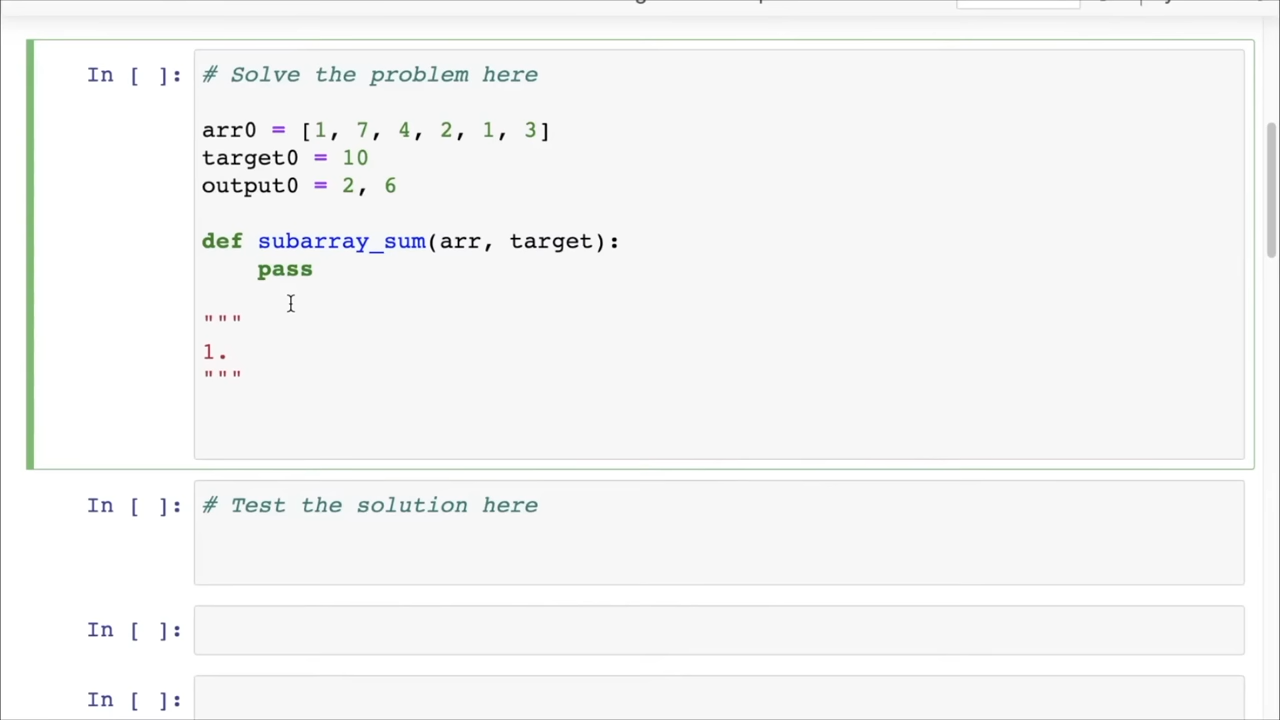 In [ ]:
# Solve the problem here
arr0 = [1, 7, 4, 2, 1, 3]
target0 = 10
output0 = 2, 6
def subarray_sum(arr, target):
pass
"""
1.
"""
In [ ]:
# Test the solution here
In [ ]:
In [ ]: